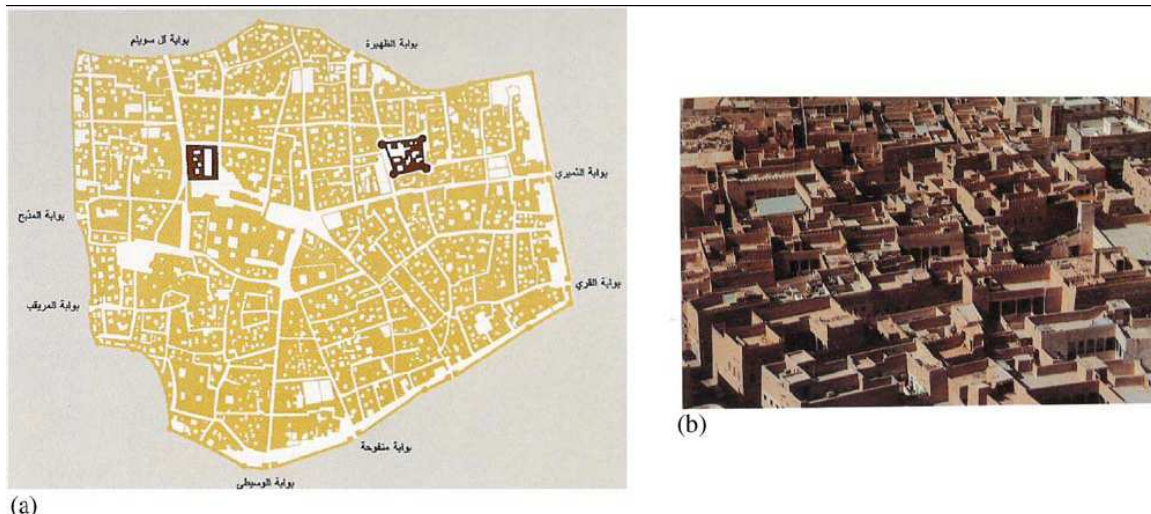 بوابة آل سويلم
بوابة الظهيرة
بوابة الثميري
بوابة المذبح
بوابة القري
بوابة المريقب
بوابة منفوحة
بوابة الوسيطى
(a)
(b)